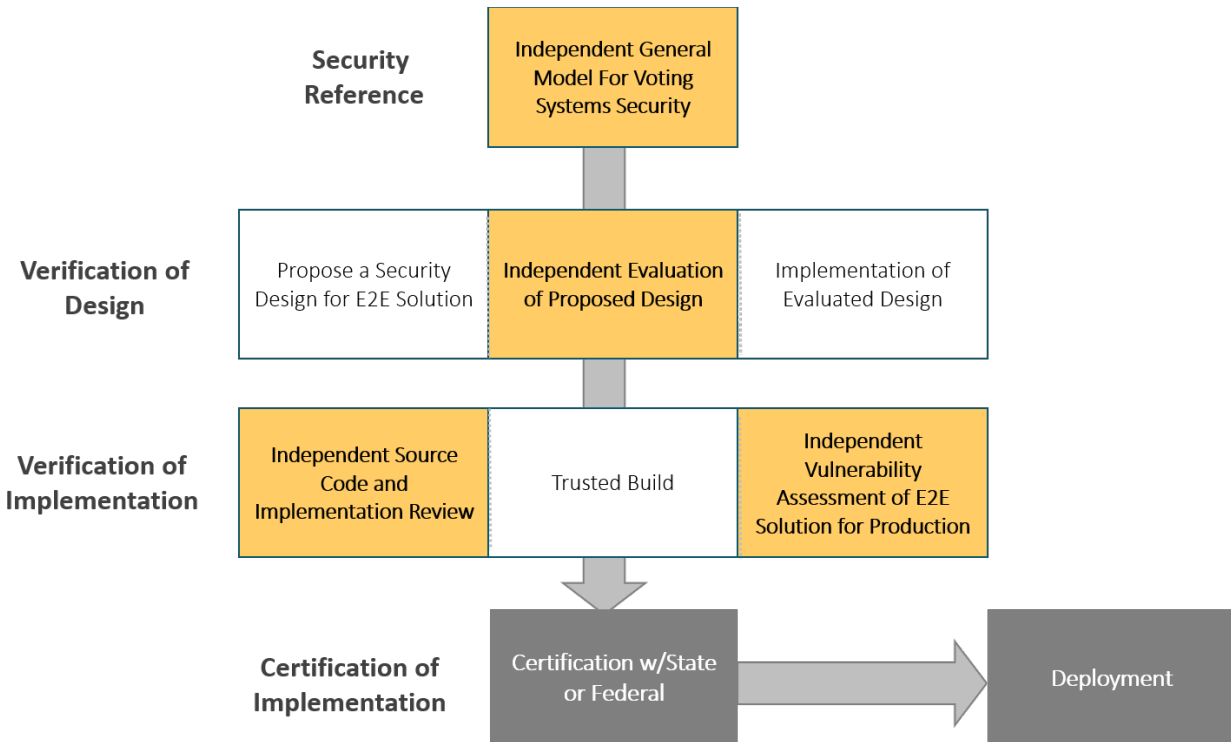 Security
Reference
Independent General
Model For Voting
Systems Security
Verification of
Design
Propose a Security
Design for E2E Solution
Independent Evaluation
of Proposed Design
Implementation of
Evaluated Design
Verification of
Implementation
Independent Source
Code and
Implementation Review
Trusted Build
Independent
Vulnerability
Assessment of E2E
Solution for Production
Certification of
Implementation
Certification w/State
or Federal
Deployment